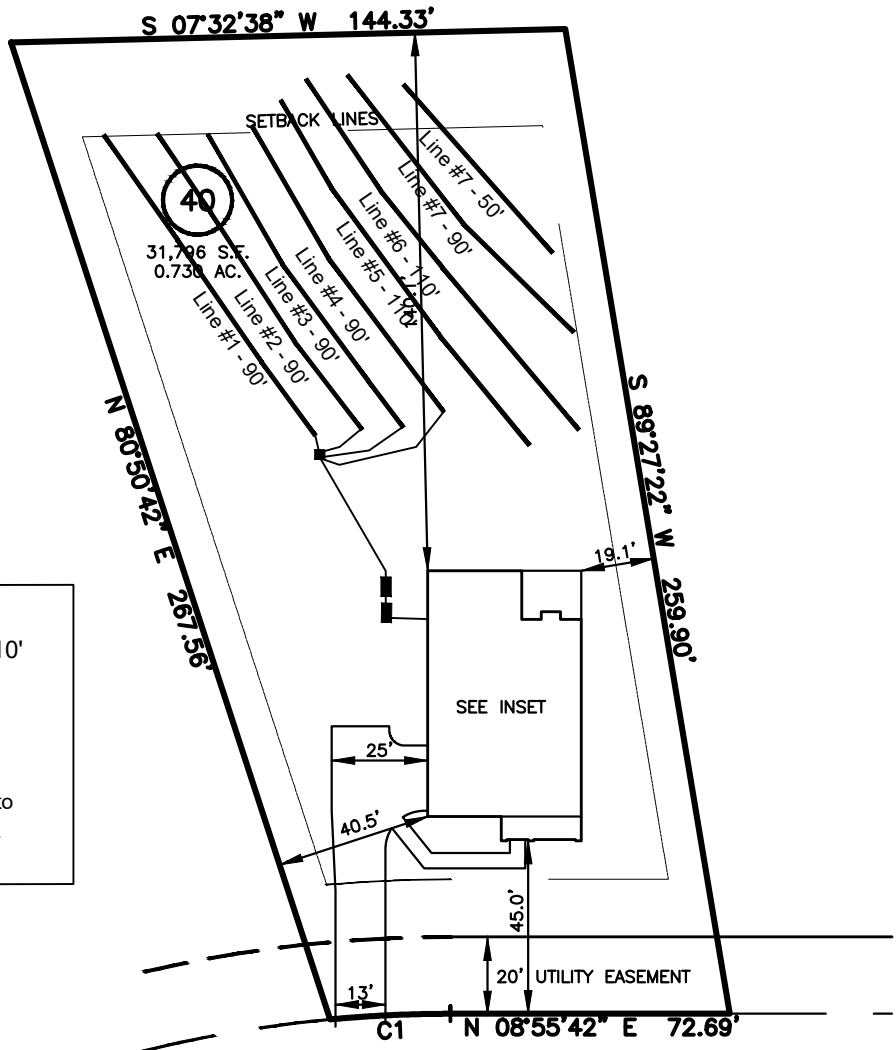 S 07°32'38" W 144.33'
SETBACK LINES
40
31,796 S.F.
0.730 AC.
Line #1 - 90'
Line #2 - 90'
Line #3 - 90'
Line #4 - 90'
Line #5 - 110'
Line #6 - 110'
Line #7 - 90'
Line #7 - 50'
N 80°50'42" E 267.56'
S 89°27'22" W 259.90'
19.1'
10'
SEE INSET
25'
to
40.5'
45.0'
20' UTILITY EASEMENT
13'
C1
N 08°55'42" E 72.69'